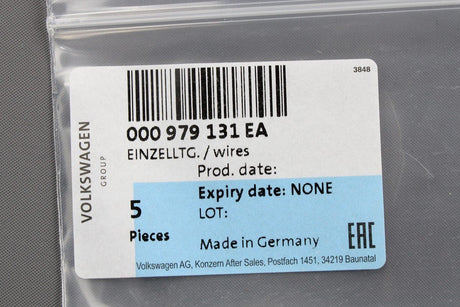 3848
VOLKSWAGEN
GROUP
000 979 131 EA
EINZELLTG. / wires
Prod. date:
Expiry date: NONE
5
LOT:
Pieces
Made in Germany
EAC
Volkswagen AG, Konzern After Sales, Postfach 1451, 34219 Baunatal